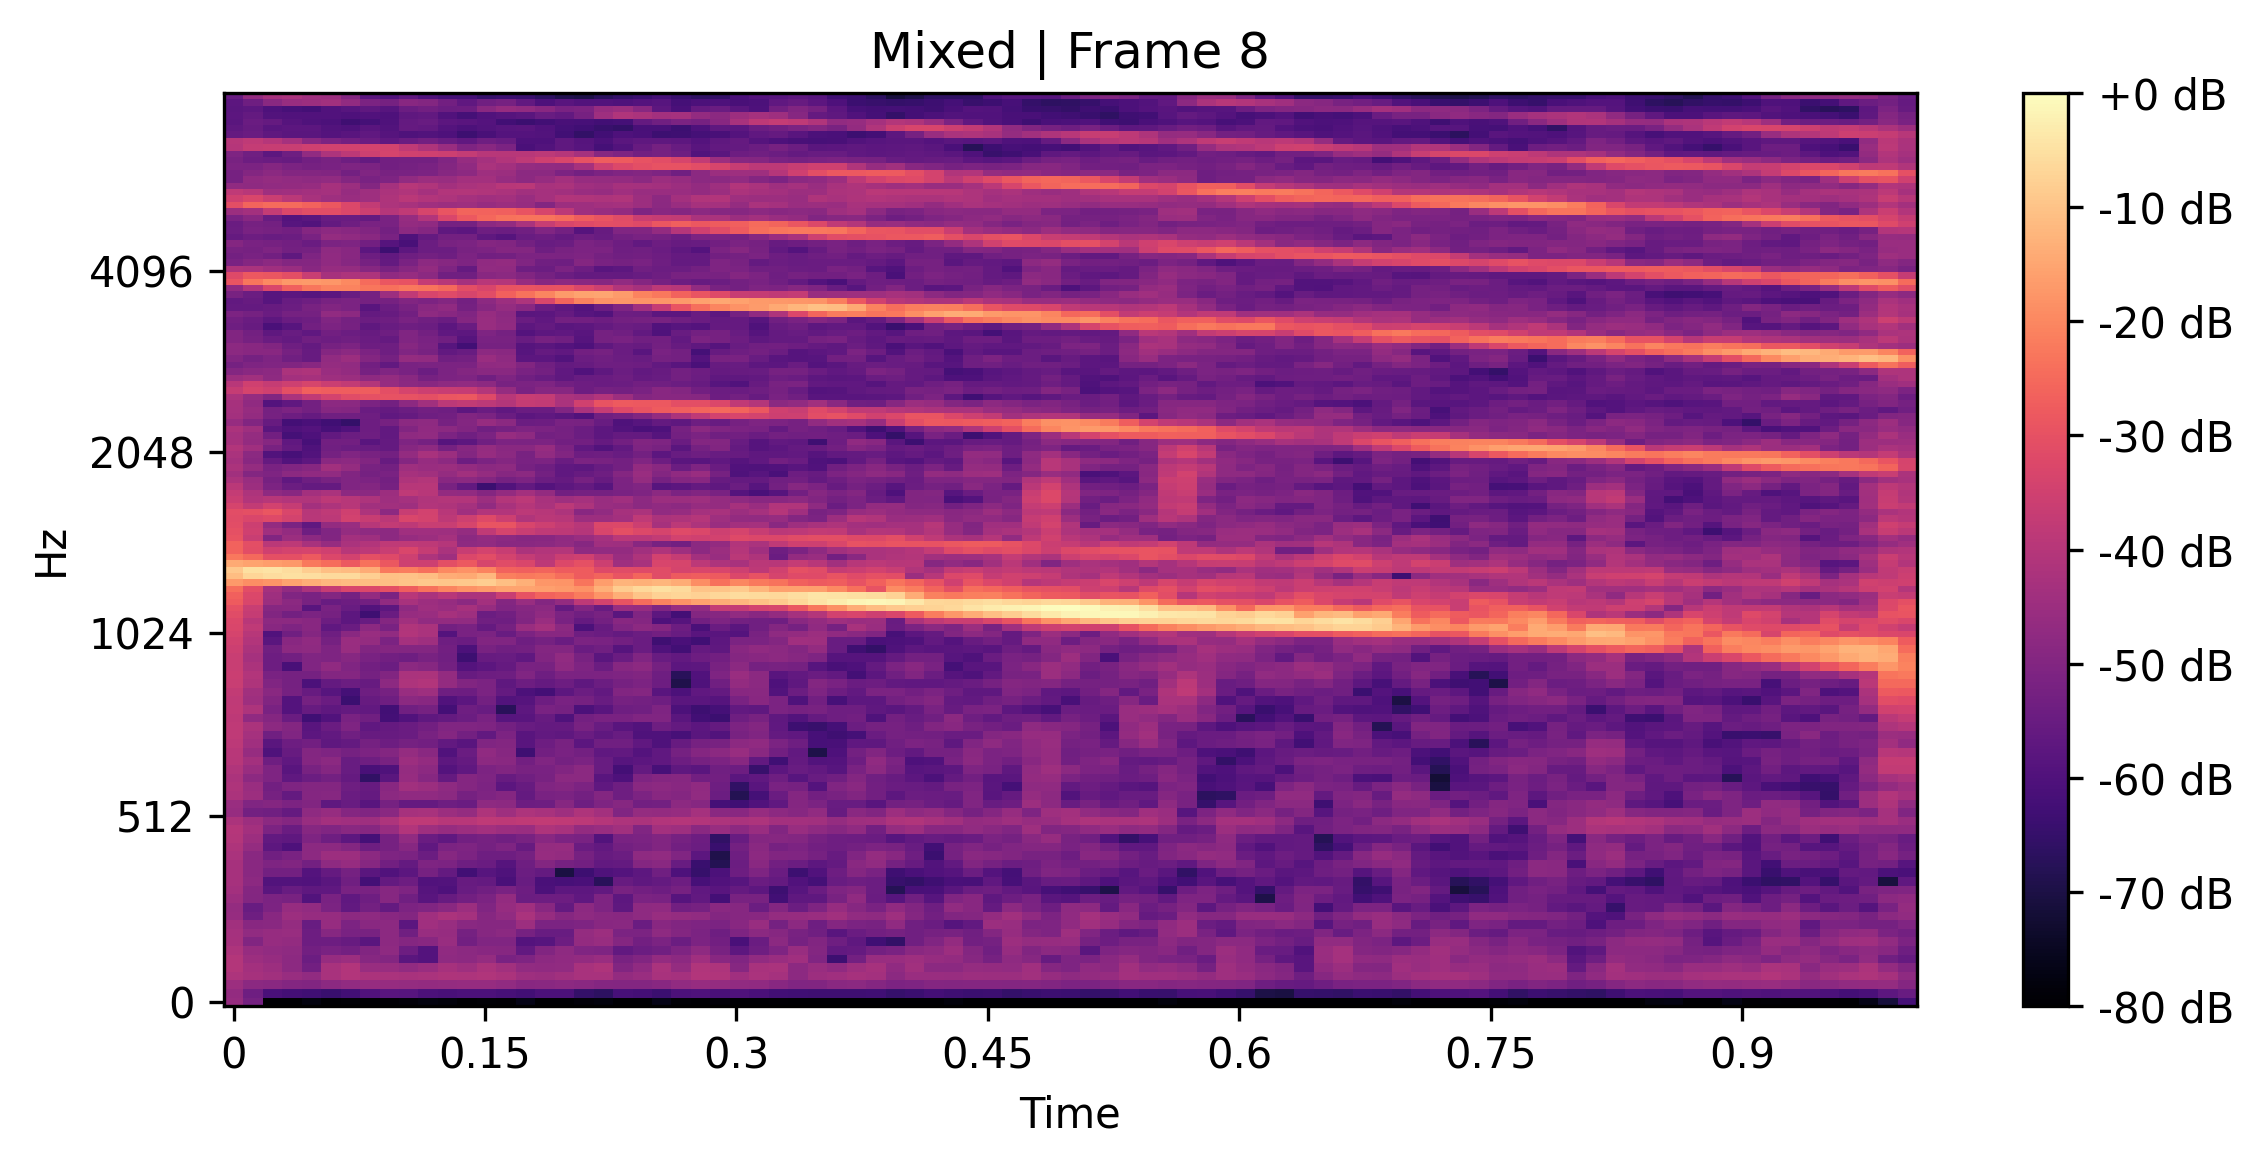 Mixed | Frame 8
+0 dB
-10 dB
-20 dB
-30 dB
-40 dB
-50 dB
-60 dB
-70 dB
-80 dB
Hz
4096
2048
1024
512
0
0 0.15 0.3 0.45 0.6 0.75 0.9
Time